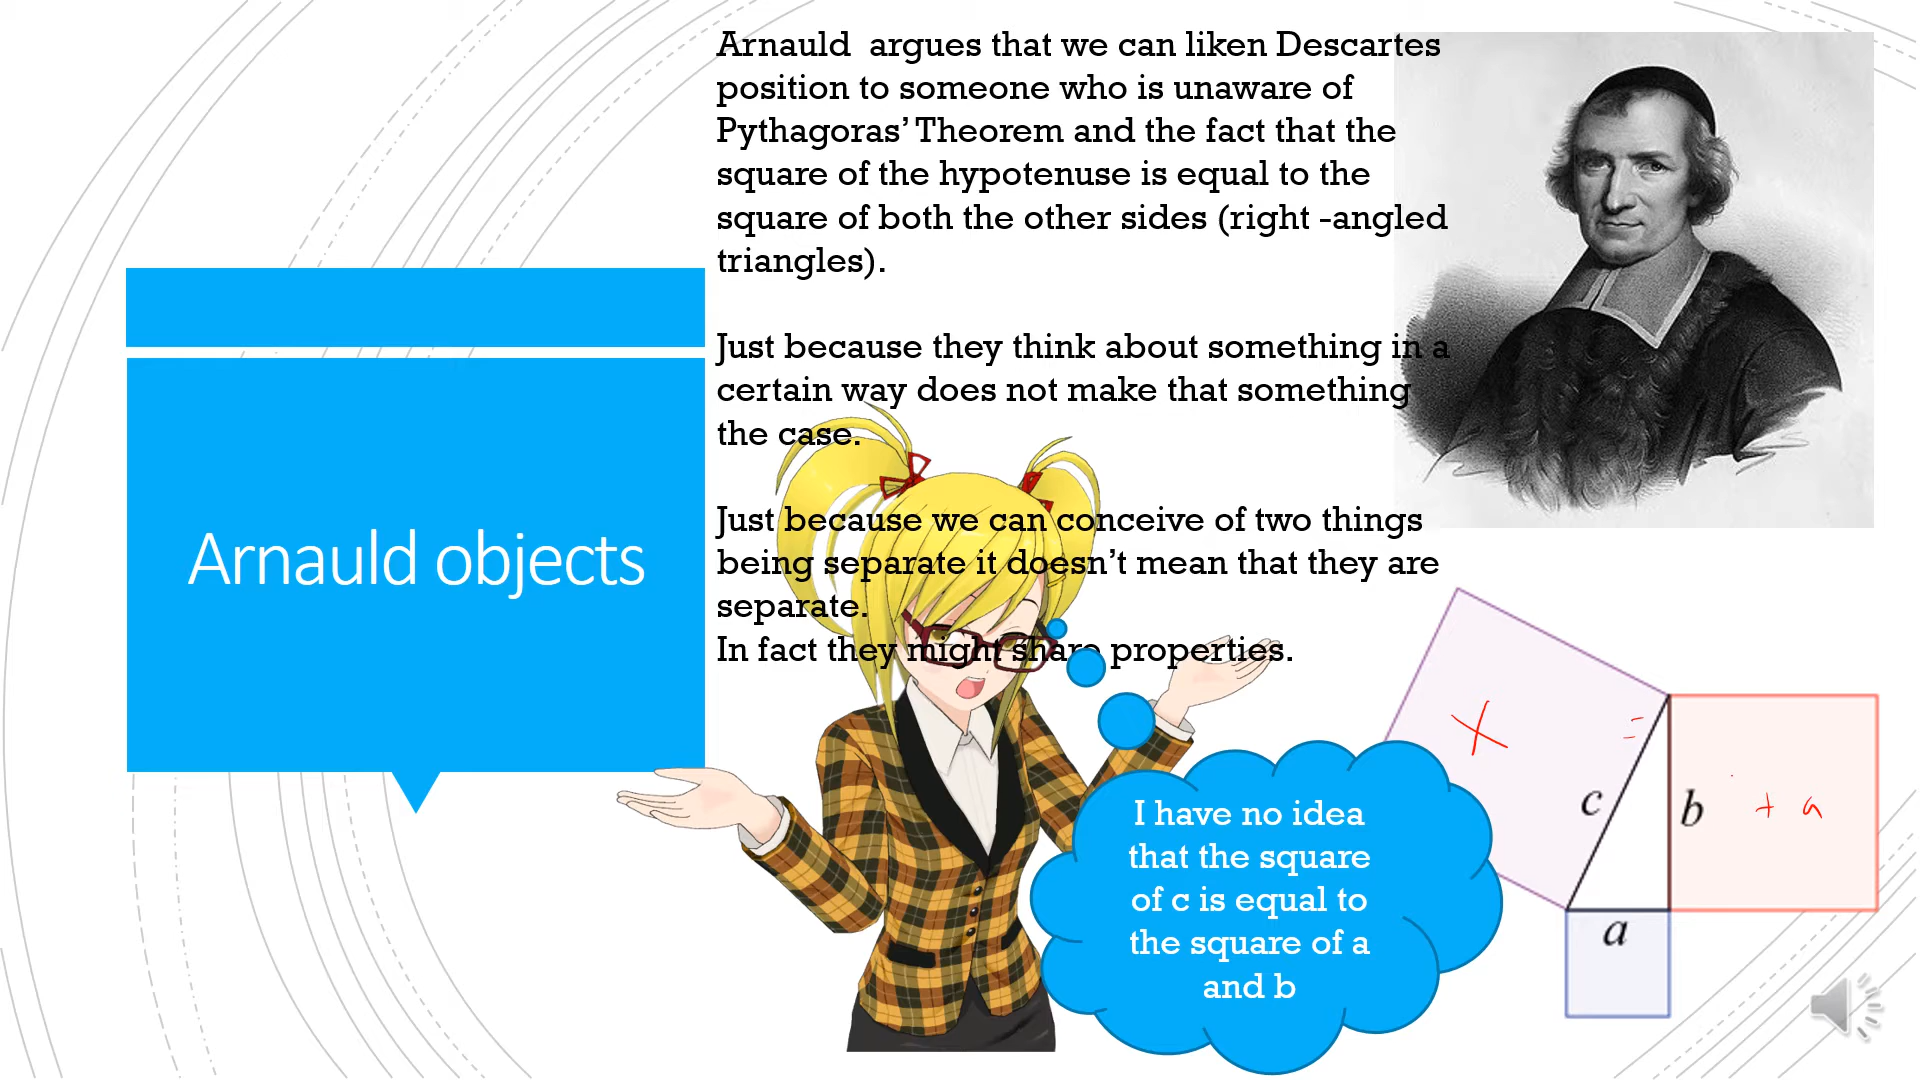 Arnauld objects
Arnauld argues that we can liken Descartes
position to someone who is unaware of
Pythagoras’ Theorem and the fact that the
square of the hypotenuse is equal to the
square of both the other sides (right -angled
triangles).
Just because they think about something in a
certain way does not make that something
the case.
Just because we can conceive of two things
being separate it doesn’t mean that they are
separate.
In fact they might share properties.
I have no idea
that the square
of c is equal to
the square of a
and b
=
c
b
+ a
a